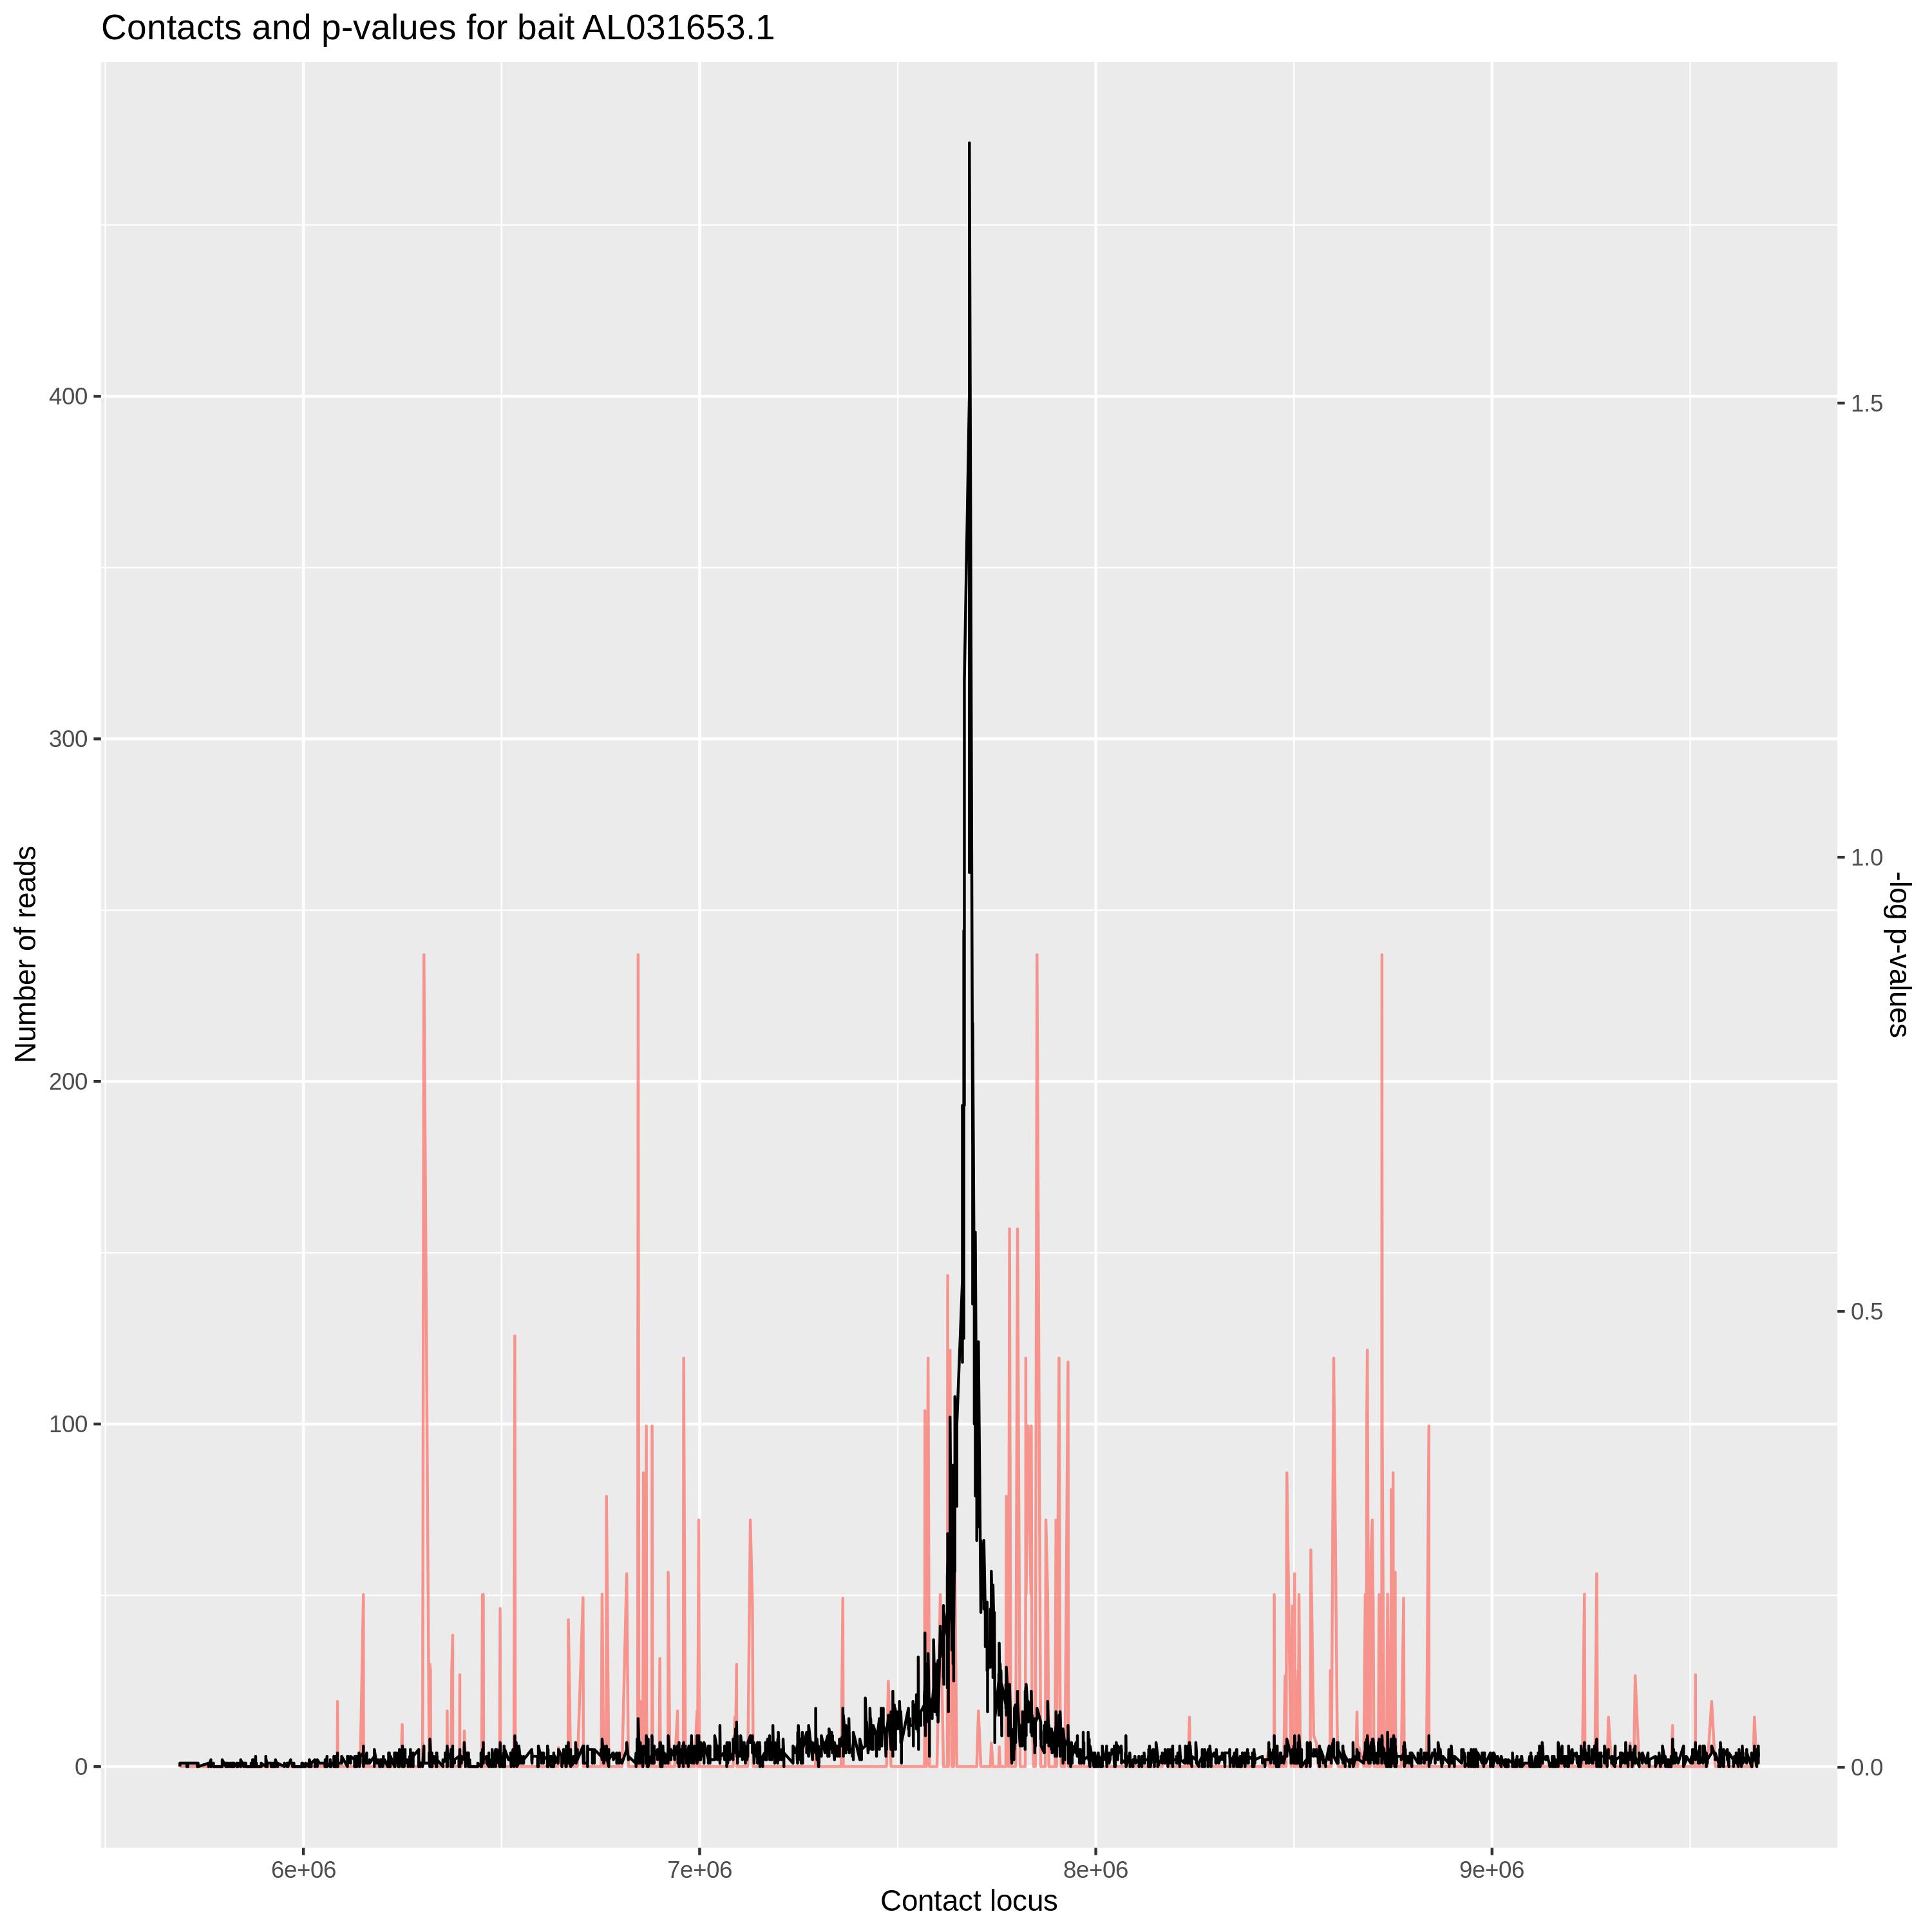 Contacts and p-values for bait AL031653.1
400
300
200
100
0
Number of reads
1.5
1.0
0.5
0.0
-log p-values
6e+06
7e+06
8e+06
9e+06
Contact locus